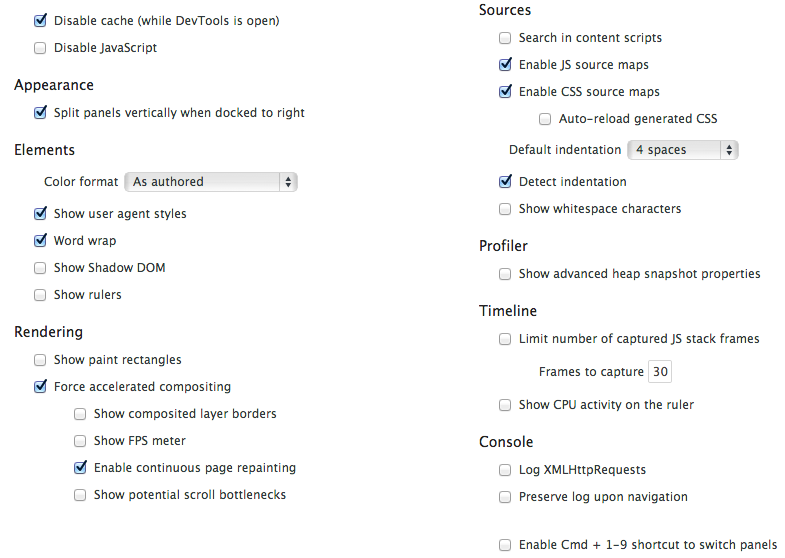 Disable cache (while DevTools is open)
Disable JavaScript
Appearance
Split panels vertically when docked to right
Elements
Color format As authored
Show user agent styles
Word wrap
Show Shadow DOM
Show rulers
Rendering
Show paint rectangles
Force accelerated compositing
Show composited layer borders
Show FPS meter
Enable continuous page repainting
Show potential scroll bottlenecks
Sources
Search in content scripts
Enable JS source maps
Enable CSS source maps
Auto-reload generated CSS
Default indentation 4 spaces
Detect indentation
Show whitespace characters
Profiler
Show advanced heap snapshot properties
Timeline
Limit number of captured JS stack frames
Frames to capture 30
Show CPU activity on the ruler
Console
Log XMLHttpRequests
Preserve log upon navigation
Enable Cmd + 1-9 shortcut to switch panels